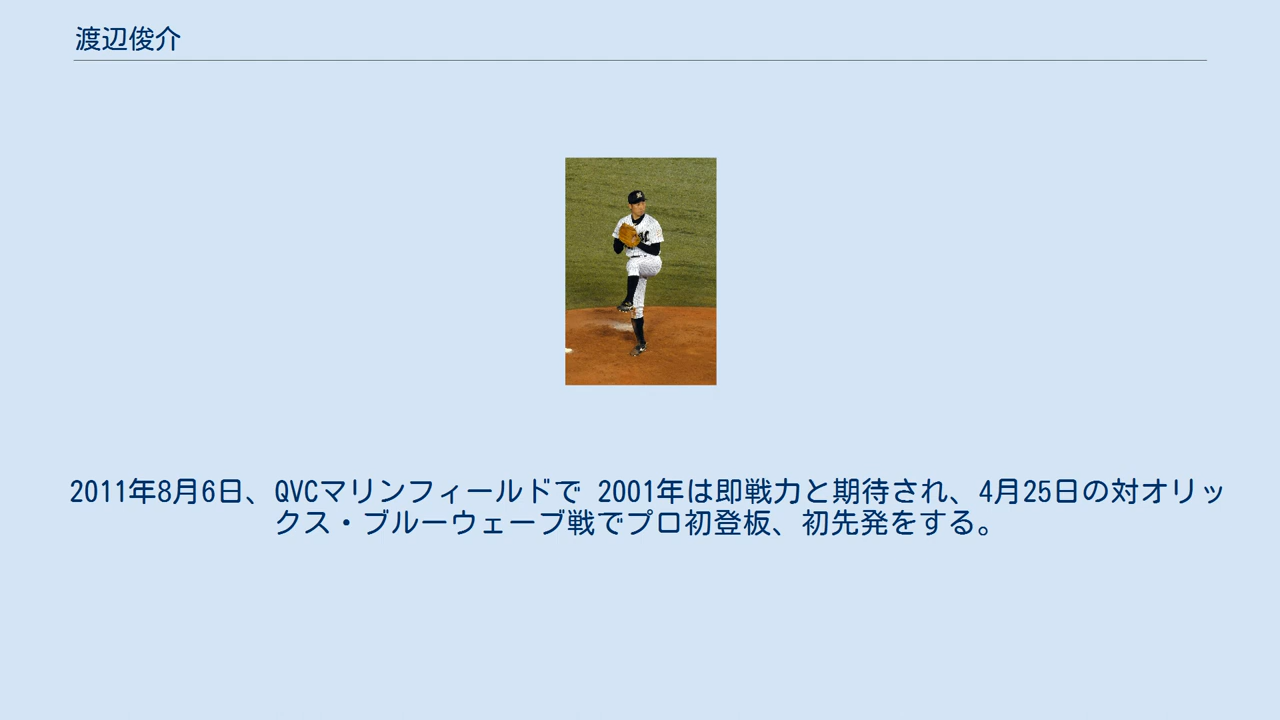 渡辺俊介
2011年8月6日、QVCマリンフィールドで 2001年は即戦力と期待され、4月25日の対オリッ
クス・ブルーウェーブ戦でプロ初登板、初先発をする。